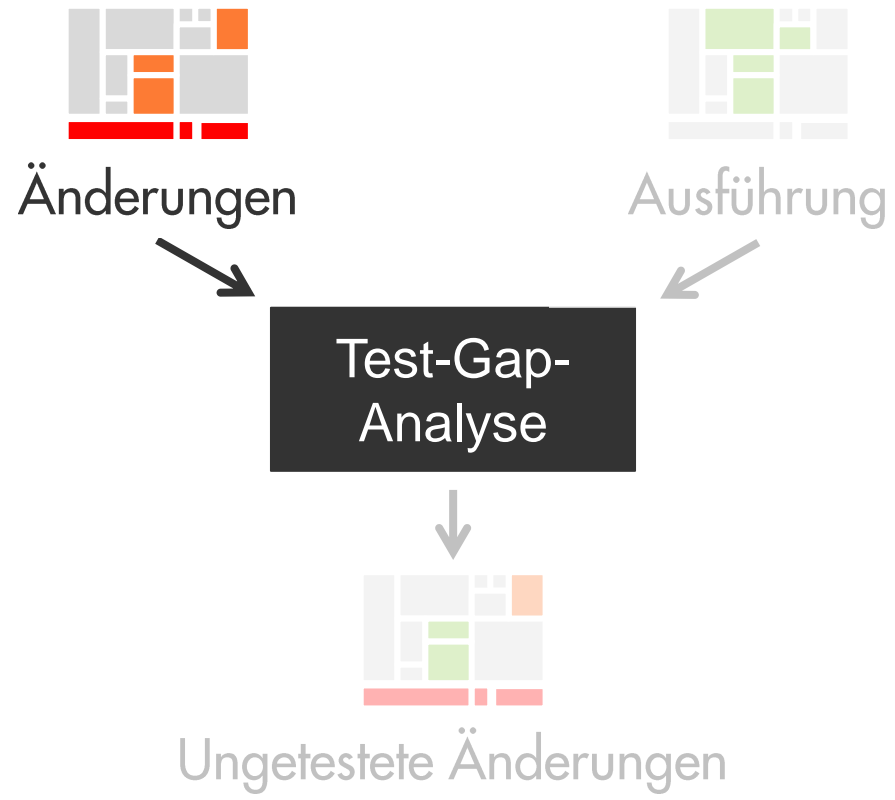 Änderungen
Ausführung
Test-Gap-
Analyse
Ungetestete Änderungen